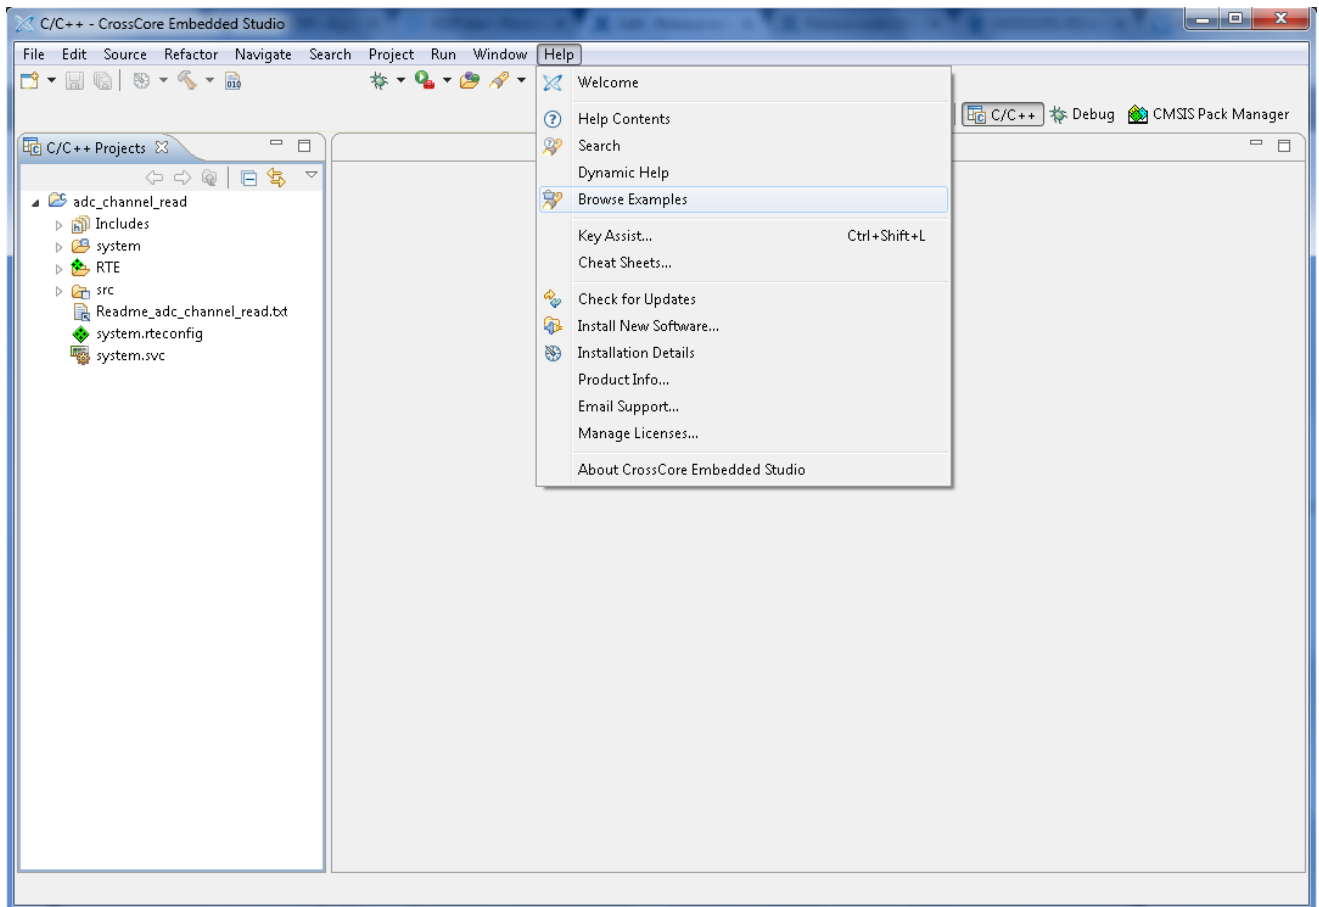 C/C++ - CrossCore Embedded Studio
File Edit Source Refactor Navigate Search Project Run Window Help
010
C/C++ Debug CMSIS Pack Manager
C/C++ Projects
adc_channel_read
Includes
system
RTE
src
Readme_adc_channel_read.txt
system.rteconfig
system.svc
Welcome
Help Contents
Search
Dynamic Help
Browse Examples
Key Assist... Ctrl+Shift+L
Cheat Sheets...
Check for Updates
Install New Software...
Installation Details
Product Info...
Email Support...
Manage Licenses...
About CrossCore Embedded Studio